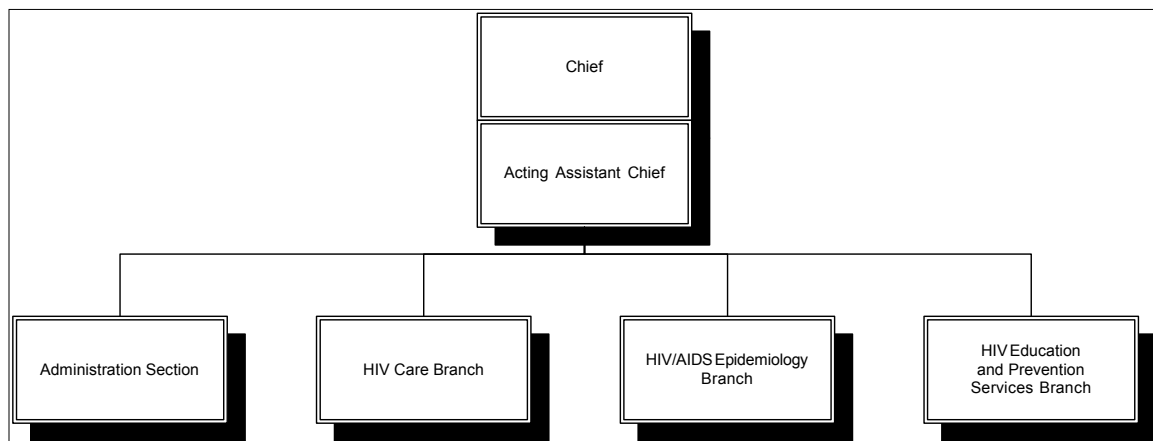 Chief
Acting Assistant Chief
Administration Section
HIV Care Branch
HIV/AIDS Epidemiology
Branch
HIV Education
and Prevention
Services Branch